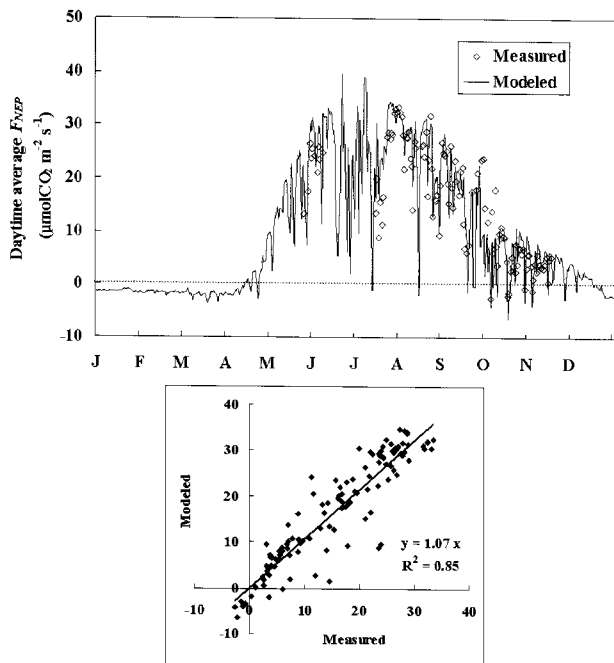 50
40
30
20
10
0
-10
Daytime average F_NEP
(μmolCO₂ m⁻² s⁻¹)
Measured
Modeled
J F M A M J J A S O N D
40
30
20
10
0
-10
Modeled
y = 1.07 x
R² = 0.85
-10 0 10 20 30 40
Measured